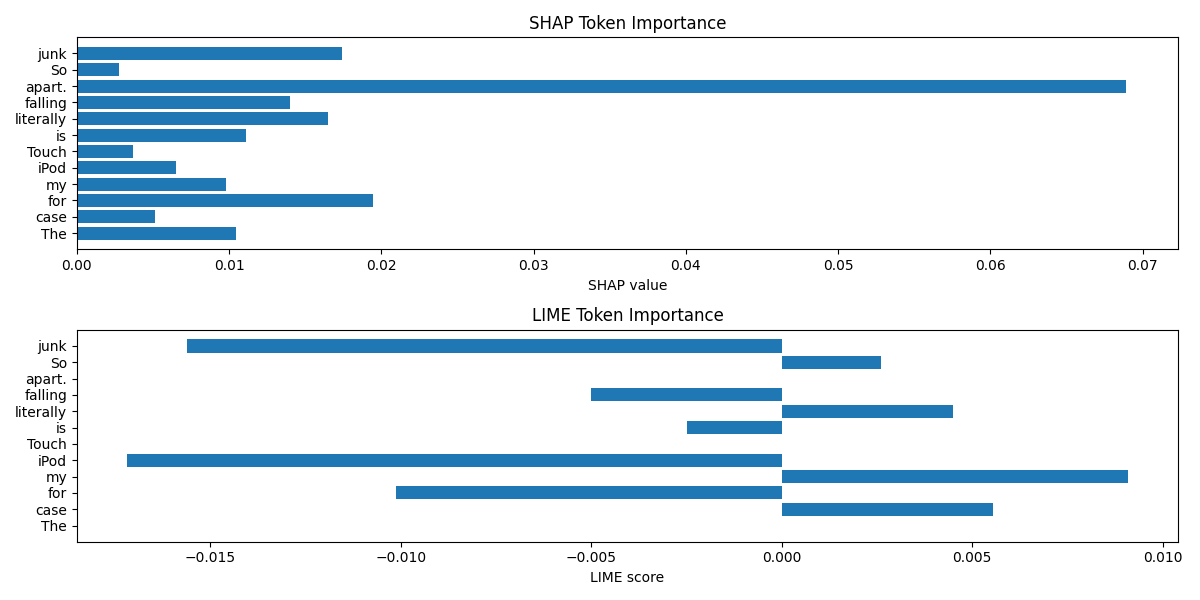 SHAP Token Importance
junk
So
apart.
falling
literally
is
Touch
iPod
my
for
case
The
0.00 0.01 0.02 0.03 0.04 0.05 0.06 0.07
SHAP value
LIME Token Importance
junk
So
apart.
falling
literally
is
Touch
iPod
my
for
case
The
−0.015 −0.010 −0.005 0.000 0.005 0.010
LIME score